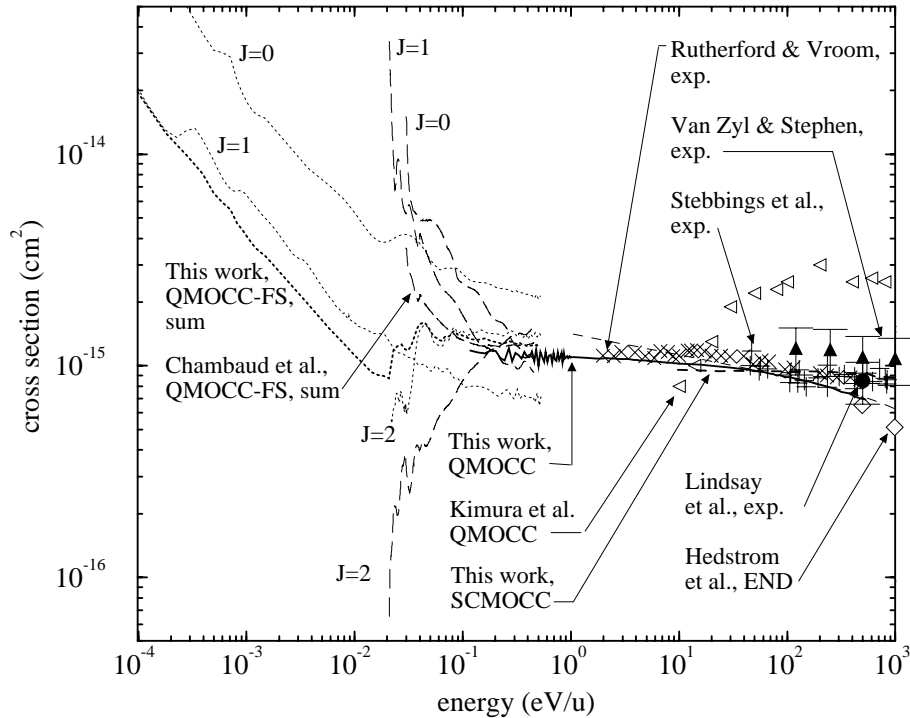 J=0
J=1
J=1
J=0
J=2
J=2
Rutherford & Vroom,
exp.
Van Zyl & Stephen,
exp.
Stebbings et al.,
exp.
This work,
QMOCC-FS,
sum
Chambaud et al.,
QMOCC-FS, sum
This work,
QMOCC
Kimura et al.
QMOCC
This work,
SCMOCC
Lindsay
et al., exp.
Hedstrom
et al., END
cross section (cm²)
10⁻¹⁴
10⁻¹⁵
10⁻¹⁶
10⁻⁴ 10⁻³ 10⁻² 10⁻¹ 10⁰ 10¹ 10² 10³
energy (eV/u)